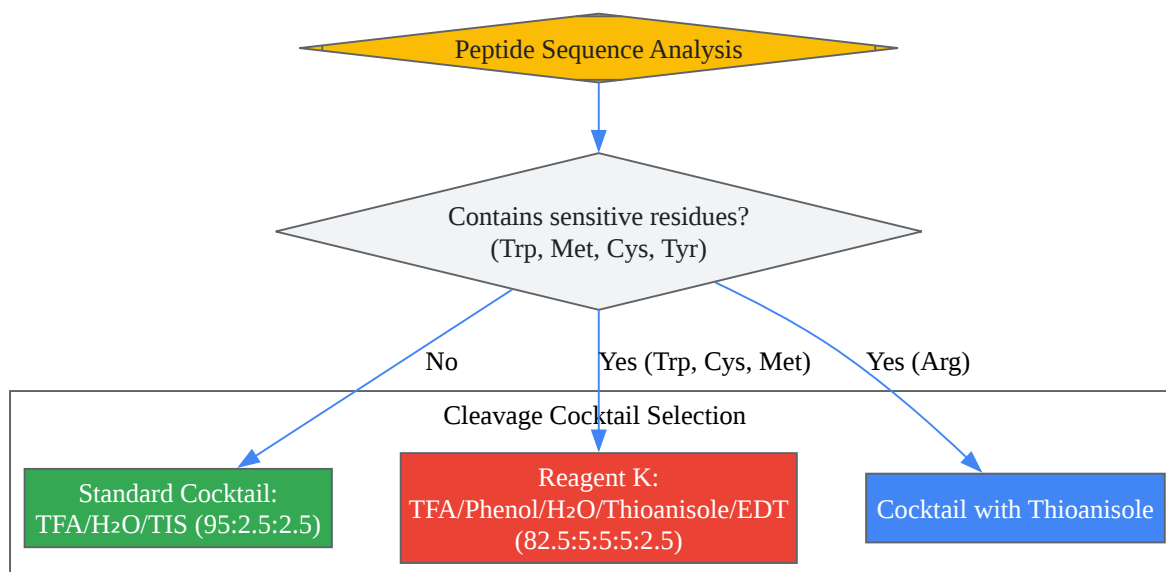 Peptide Sequence Analysis
Contains sensitive residues?
(Trp, Met, Cys, Tyr)
No
Yes (Trp, Cys, Met)
Yes (Arg)
Cleavage Cocktail Selection
Standard Cocktail:
TFA/H₂O/TIS (95:2.5:2.5)
Reagent K:
TFA/Phenol/H₂O/Thioanisole/EDT
(82.5:5:5:5:2.5)
Cocktail with Thioanisole